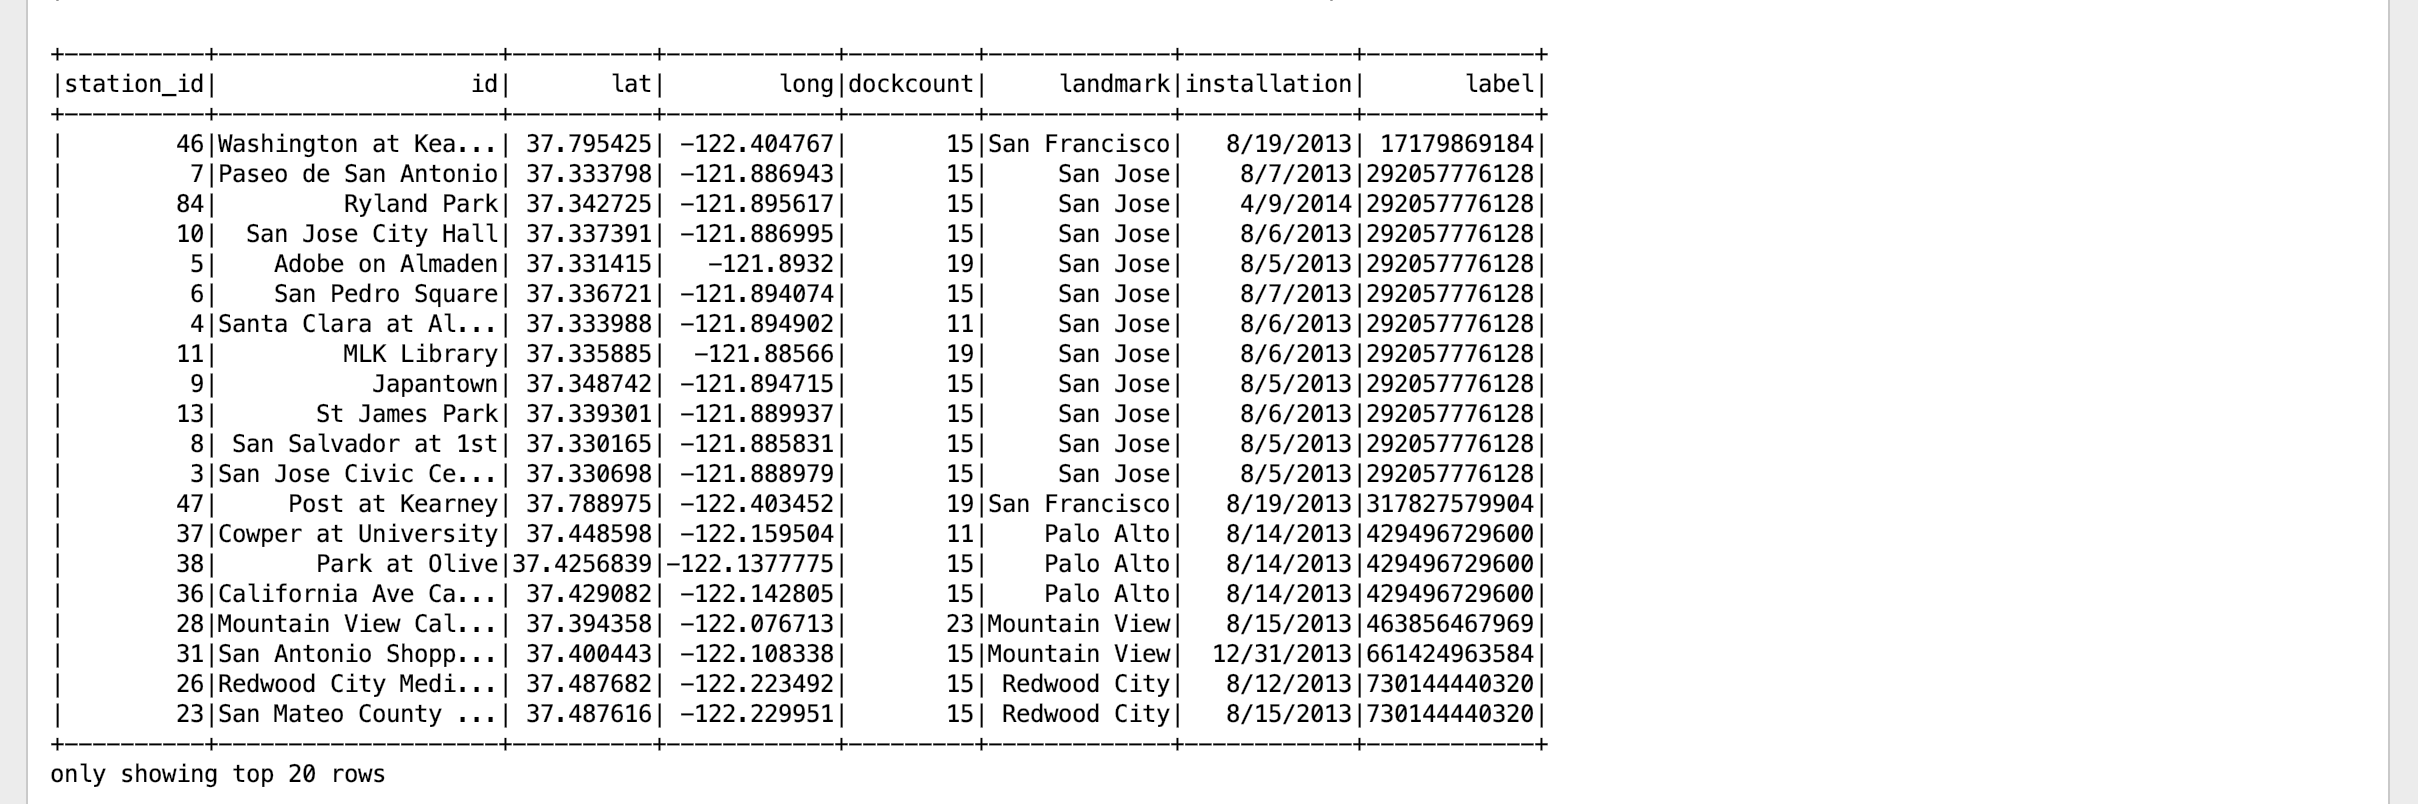 +----------+--------------------+----------+------------+---------+-------------+------------+------------+
|station_id|                  id|       lat|        long|dockcount|     landmark|installation|       label|
+----------+--------------------+----------+------------+---------+-------------+------------+------------+
|        46|Washington at Kea...| 37.795425| -122.404767|       15|San Francisco|   8/19/2013| 17179869184|
|         7|Paseo de San Antonio| 37.333798| -121.886943|       15|     San Jose|    8/7/2013|292057776128|
|        84|         Ryland Park| 37.342725| -121.895617|       15|     San Jose|    4/9/2014|292057776128|
|        10|  San Jose City Hall| 37.337391| -121.886995|       15|     San Jose|    8/6/2013|292057776128|
|         5|    Adobe on Almaden| 37.331415|   -121.8932|       19|     San Jose|    8/5/2013|292057776128|
|         6|    San Pedro Square| 37.336721| -121.894074|       15|     San Jose|    8/7/2013|292057776128|
|         4|Santa Clara at Al...| 37.333988| -121.894902|       11|     San Jose|    8/6/2013|292057776128|
|        11|         MLK Library| 37.335885|  -121.88566|       19|     San Jose|    8/6/2013|292057776128|
|         9|           Japantown| 37.348742| -121.894715|       15|     San Jose|    8/5/2013|292057776128|
|        13|       St James Park| 37.339301| -121.889937|       15|     San Jose|    8/6/2013|292057776128|
|         8| San Salvador at 1st| 37.330165| -121.885831|       15|     San Jose|    8/5/2013|292057776128|
|         3|San Jose Civic Ce...| 37.330698| -121.888979|       15|     San Jose|    8/5/2013|292057776128|
|        47|     Post at Kearney| 37.788975| -122.403452|       19|San Francisco|   8/19/2013|317827579904|
|        37|Cowper at University| 37.448598| -122.159504|       11|    Palo Alto|   8/14/2013|429496729600|
|        38|       Park at Olive|37.4256839|-122.1377775|       15|    Palo Alto|   8/14/2013|429496729600|
|        36|California Ave Ca...| 37.429082| -122.142805|       15|    Palo Alto|   8/14/2013|429496729600|
|        28|Mountain View Cal...| 37.394358| -122.076713|       23|Mountain View|   8/15/2013|463856467969|
|        31|San Antonio Shopp...| 37.400443| -122.108338|       15|Mountain View|  12/31/2013|661424963584|
|        26|Redwood City Medi...| 37.487682| -122.223492|       15| Redwood City|   8/12/2013|730144440320|
|        23|San Mateo County ...| 37.487616| -122.229951|       15| Redwood City|   8/15/2013|730144440320|
+----------+--------------------+----------+------------+---------+-------------+------------+------------+
only showing top 20 rows